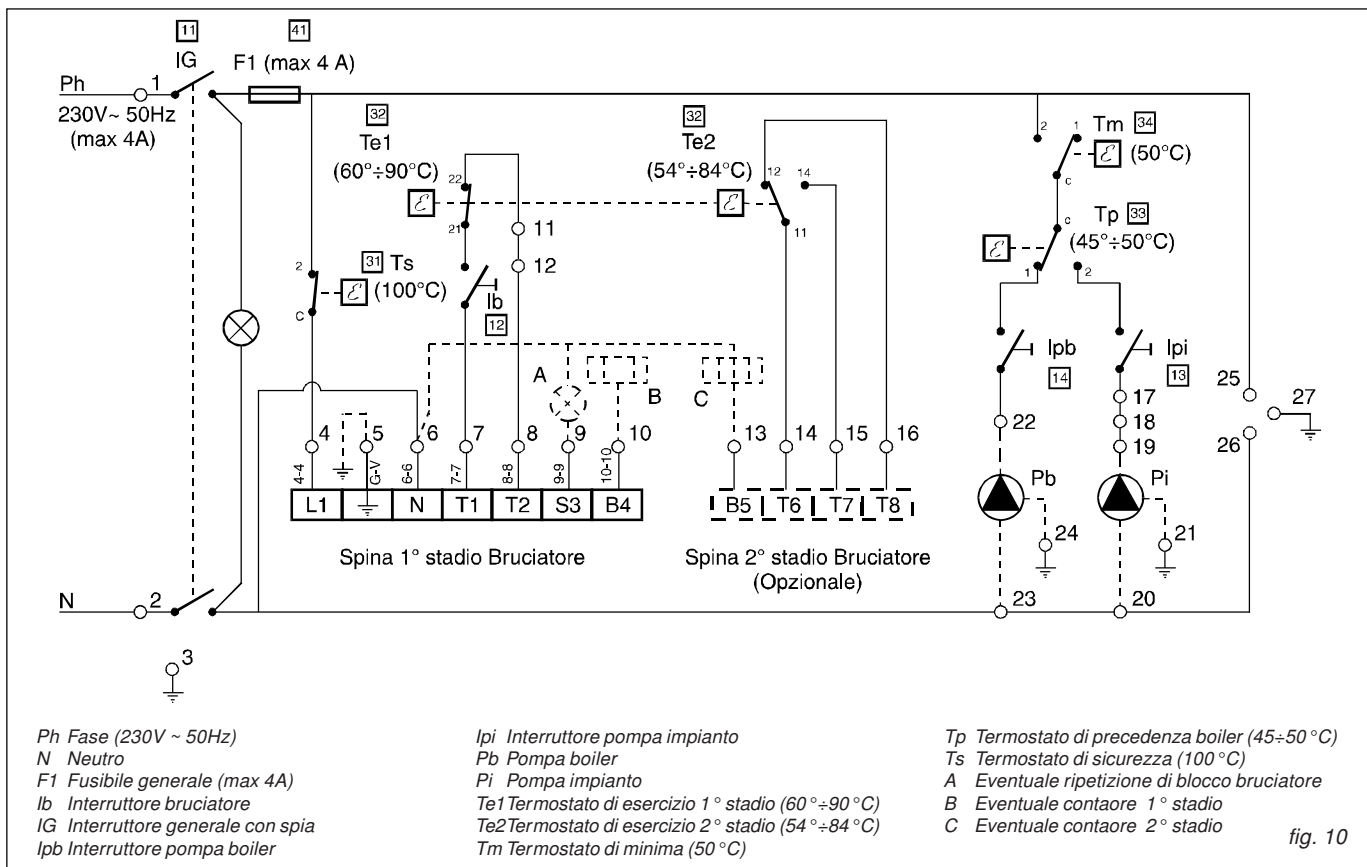 11
41
IG
F1 (max 4 A)
Ph
1
230V~ 50Hz
(max 4A)
32
Te1
(60°÷90°C)
22
21
ℰ
11
12
32
Te2
(54°÷84°C)
12
14
11
ℰ
2
1
Tm
34
ℰ
(50°C)
C
C
Tp
33
(45°÷50°C)
ℰ
1
2
2
31
Ts
ℰ
(100°C)
C
Ib
12
A
B
C
Ipb
14
Ipi
13
17
18
19
22
25
27
26
4
5
6
7
8
9
10
13
14
15
16
4-4
G-V
6-6
7-7
8-8
9-9
10-10
L1
N
T1
T2
S3
B4
B5
T6
T7
T8
Pb
Pi
24
21
Spina 1° stadio Bruciatore
Spina 2° stadio Bruciatore
(Opzionale)
N
2
23
20
3
Ph Fase (230V ~ 50Hz)
N Neutro
F1 Fusibile generale (max 4A)
Ib Interruttore bruciatore
IG Interruttore generale con spia
Ipb Interruttore pompa boiler
Ipi Interruttore pompa impianto
Pb Pompa boiler
Pi Pompa impianto
Te1 Termostato di esercizio 1° stadio (60°÷90°C)
Te2 Termostato di esercizio 2° stadio (54°÷84°C)
Tm Termostato di minima (50°C)
Tp Termostato di precedenza boiler (45÷50°C)
Ts Termostato di sicurezza (100°C)
A Eventuale ripetizione di blocco bruciatore
B Eventuale contaore 1° stadio
C Eventuale contaore 2° stadio
fig. 10